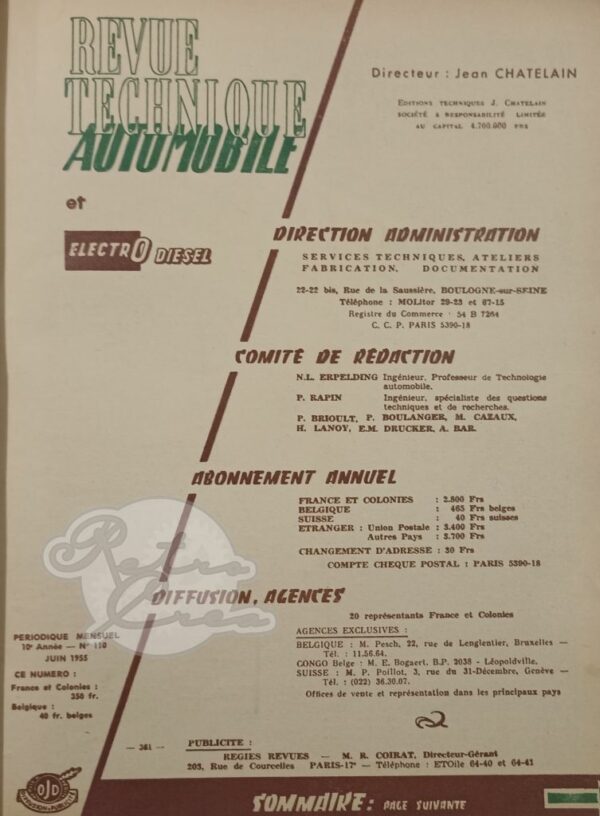 REVUE
TECHNIQUE
AUTOMOBILE
et
ELECTRO DIESEL
Directeur : Jean CHATELAIN
EDITIONS TECHNIQUES J. CHATELAIN
SOCIÉTÉ A RESPONSABILITÉ LIMITÉE
AU CAPITAL 4.760.000 FRS
DIRECTION ADMINISTRATION
SERVICES TECHNIQUES, ATELIERS
FABRICATION, DOCUMENTATION
22-22 bis, Rue de la Saussière, BOULOGNE-sur-SEINE
Téléphone : MOLitor 29-23 et 67-15
Registre du Commerce : 54 B 7264
C. C. P. PARIS 5390-18
COMITÉ DE RÉDACTION
N.L. ERPELDING Ingénieur, Professeur de Technologie
automobile.
P. RAPIN Ingénieur, spécialiste des questions
techniques et de recherches.
P. BRIOULT, P. BOULANGER, M. CAZAUX,
H. LANOY, E.M. DRUCKER, A. BAR.
ABONNEMENT ANNUEL
FRANCE ET COLONIES : 2.800 Frs
BELGIQUE : 465 Frs belges
SUISSE : 40 Frs suisses
ETRANGER : Union Postale : 3.400 Frs
Autres Pays : 3.700 Frs
CHANGEMENT D'ADRESSE : 30 Frs
COMPTE CHEQUE POSTAL : PARIS 5390-18
Retro
Crea
DIFFUSION, AGENCES
20 représentants France et Colonies
AGENCES EXCLUSIVES :
BELGIQUE : M. Pesch, 22, rue de Lenglentier, Bruxelles —
Tél. : 11.56.64.
CONGO Belge : M. E. Bogaert, B.P. 2038 - Léopoldville.
SUISSE : M. P. Poillot, 3, rue du 31-Décembre, Genève —
Tél. : (022) 36.30.07.
Offices de vente et représentation dans les principaux pays
PERIODIQUE MENSUEL
10e Année — N° 110
JUIN 1955
CE NUMERO :
France et Colonies :
250 fr.
Belgique :
40 fr. belges
— 361 —
PUBLICITE :
REGIES REVUES — M. R. COIRAT, Directeur-Gérant
203, Rue de Courcelles PARIS-17e — Téléphone : ETOile 64-40 et 64-41
OJD
SOMMAIRE : PAGE SUIVANTE